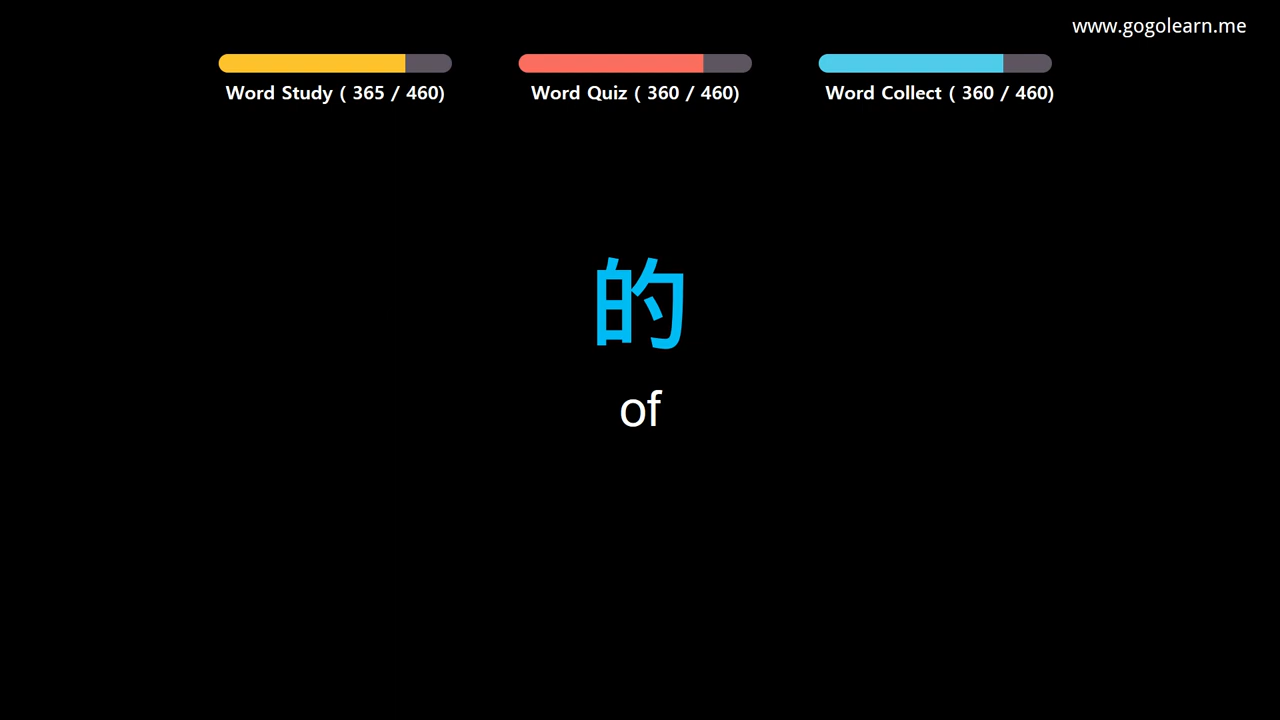 www.gogolearn.me
Word Study ( 365 / 460)
Word Quiz ( 360 / 460)
Word Collect ( 360 / 460)
的
of